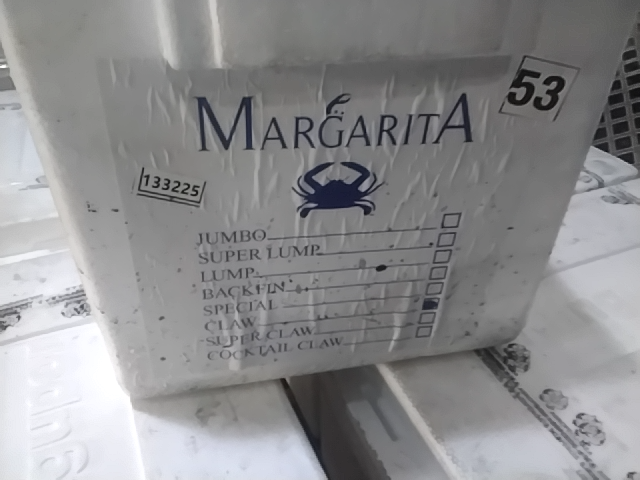 53
MARGARITA
133225
JUMBO
SUPER LUMP
LUMP
BACKFIN
SPECIAL
CLAW
SUPER CLAW
COCKTAIL CLAW